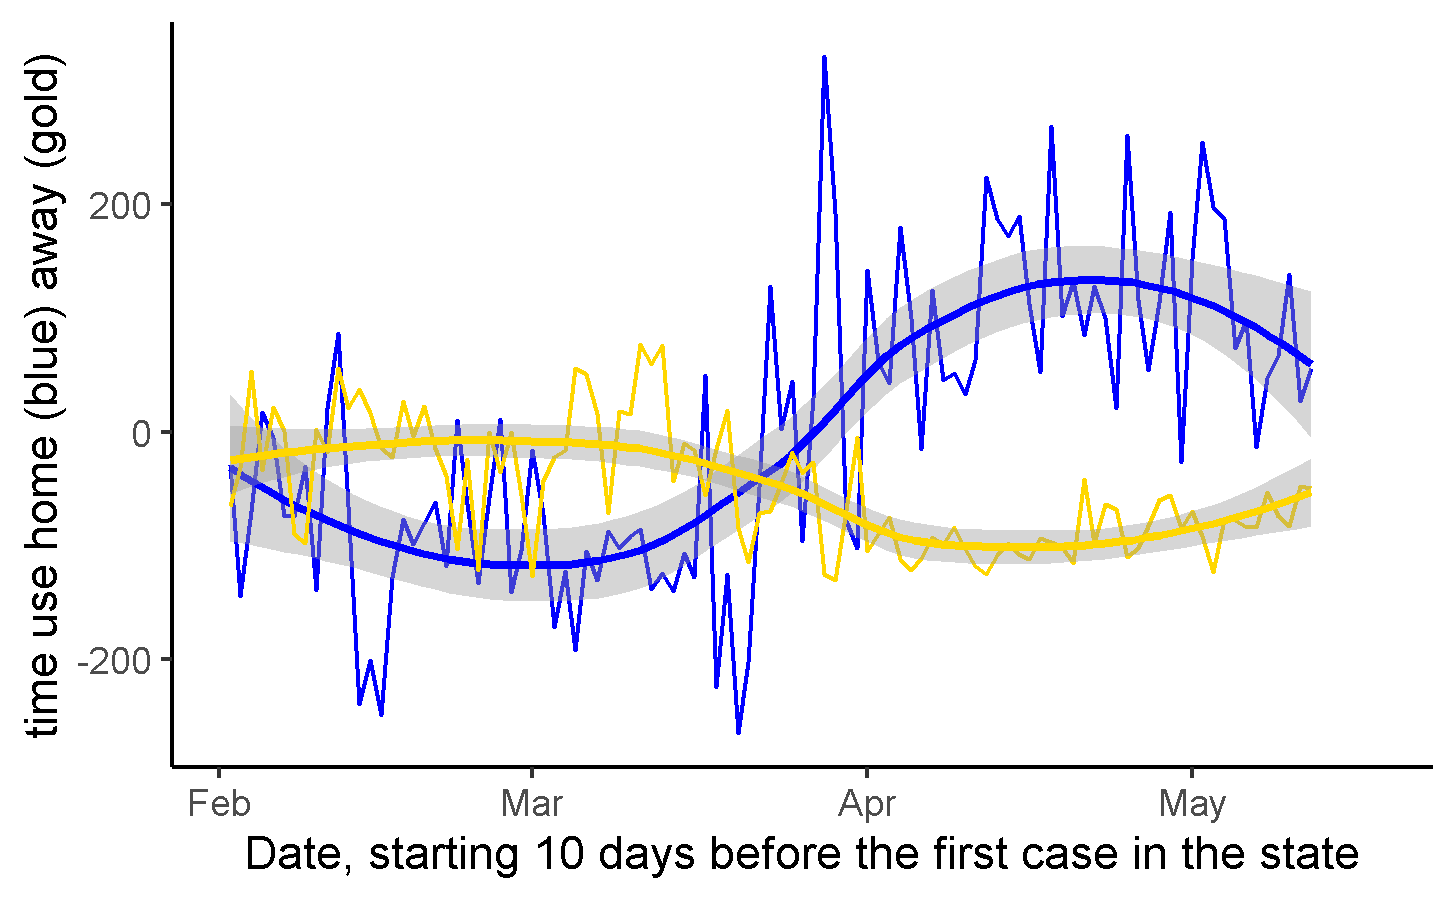 time use home (blue) away (gold)
200
0
-200
Feb
Mar
Apr
May
Date, starting 10 days before the first case in the state